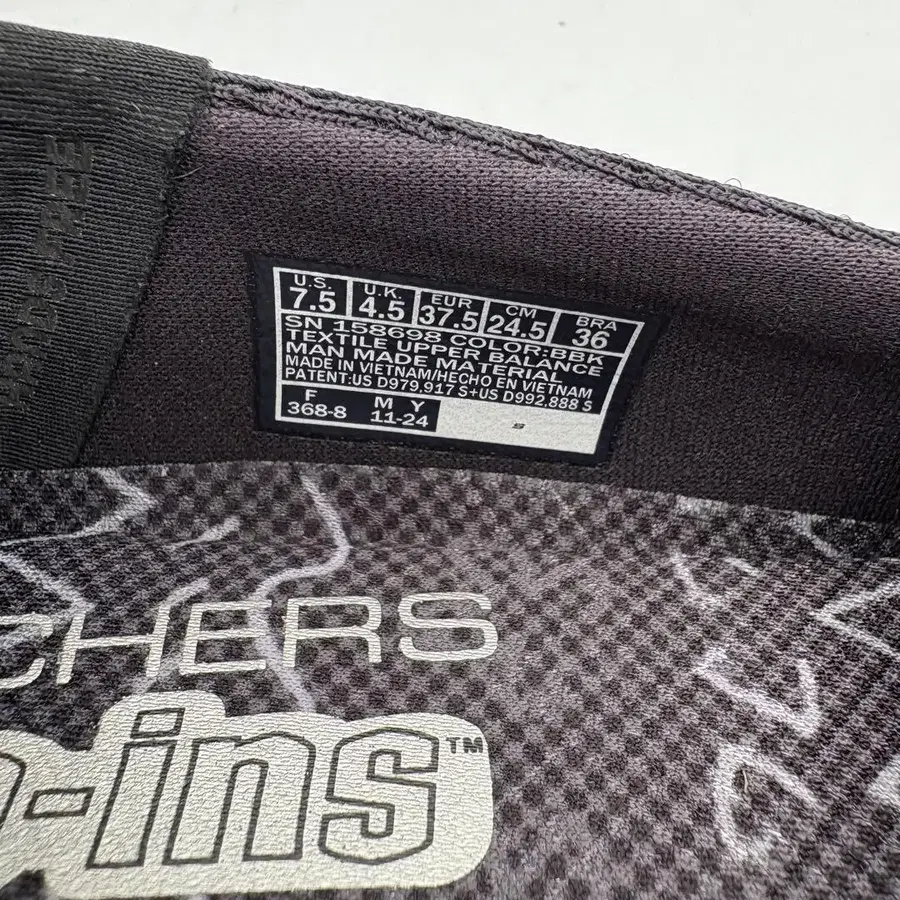 U.S. U.K. EUR CM BRA
7.5 4.5 37.5 24.5 36
SN 158698 COLOR:BBK
TEXTILE UPPER BALANCE
MAN MADE MATERIAL
MADE IN VIETNAM/HECHO EN VIETNAM
PATENT:US D979,917 S+US D992,888 S
F M Y
368-8 11-24
CHERS
-ins™